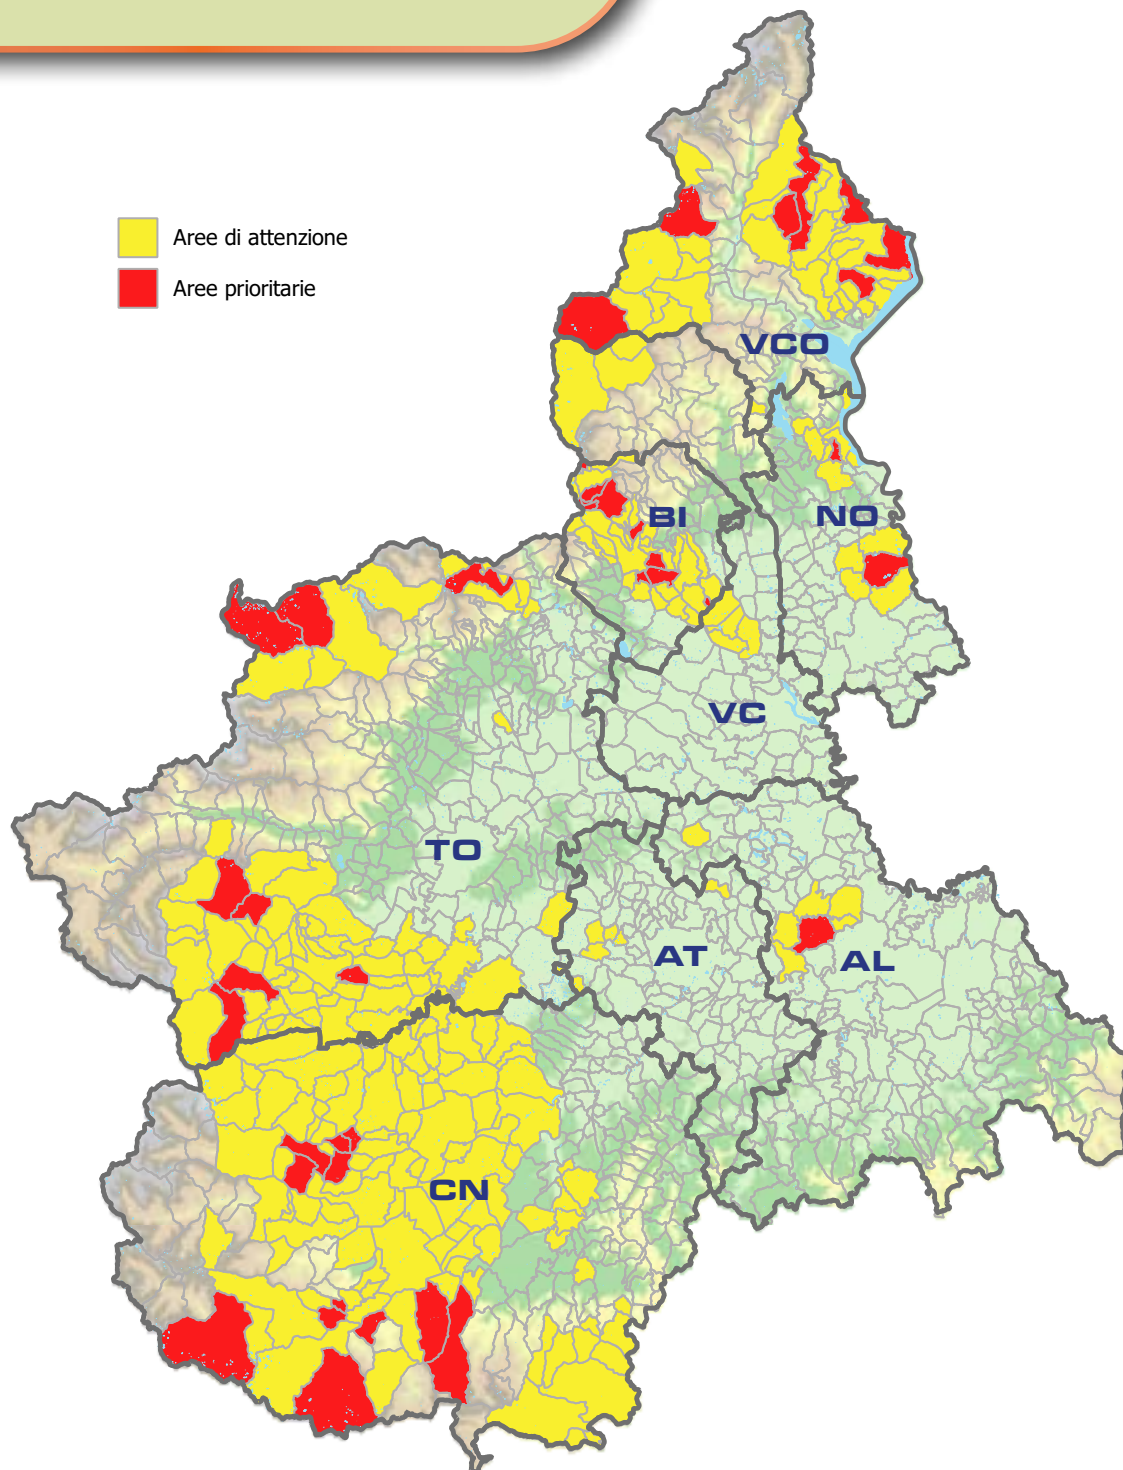 Aree di attenzione
Aree prioritarie
VCO
BI
NO
VC
TO
AT
AL
CN